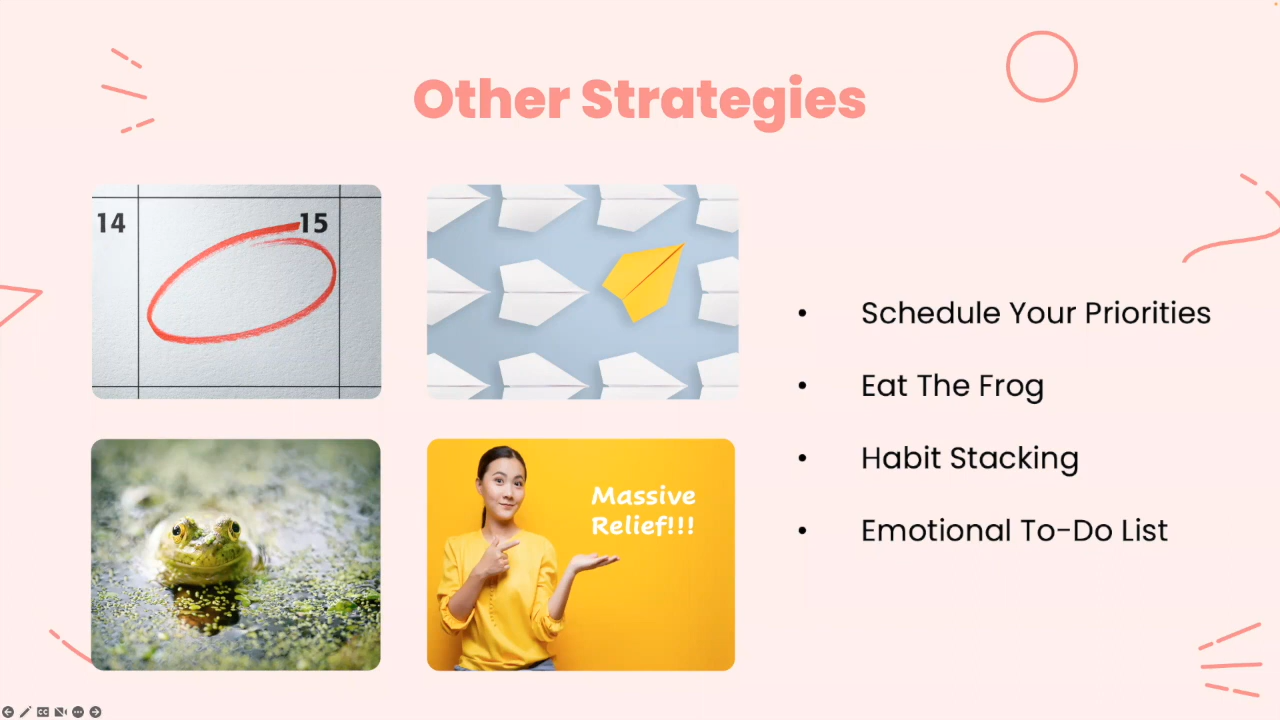 Other Strategies
14
15
Massive
Relief!!!
• Schedule Your Priorities
• Eat The Frog
• Habit Stacking
• Emotional To-Do List